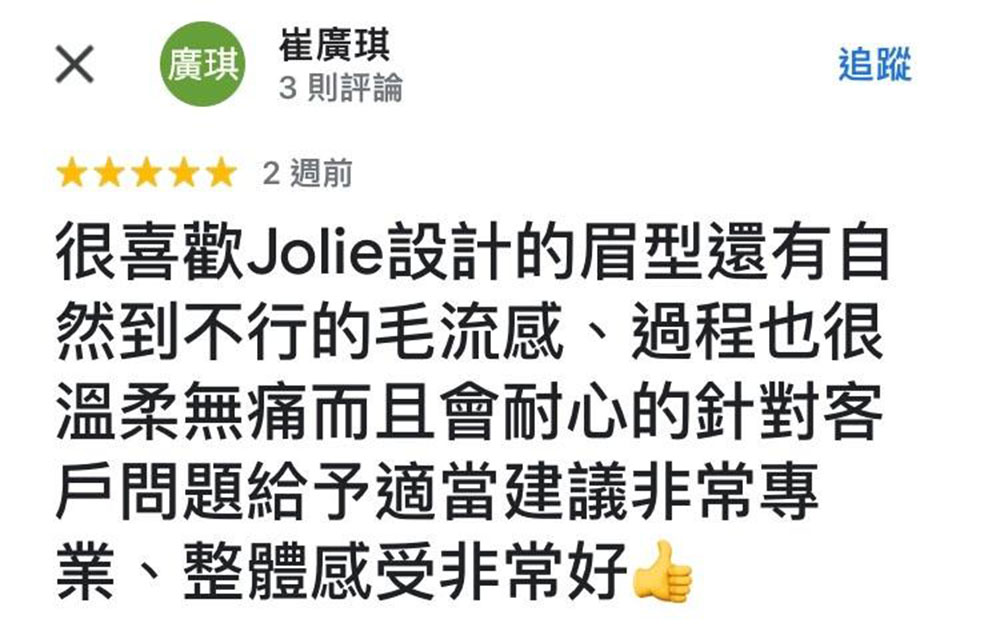 廣琪
崔廣琪
3 則評論
追蹤
2 週前
很喜歡Jolie設計的眉型還有自
然到不行的毛流感、過程也很
溫柔無痛而且會耐心的針對客
戶問題給予適當建議非常專
業、整體感受非常好👍